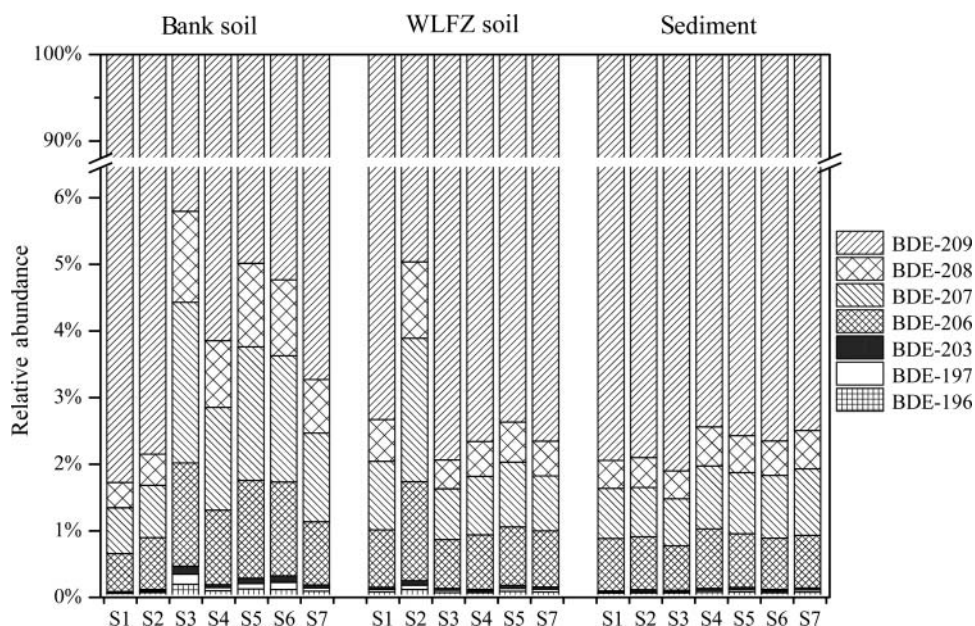 Bank soil WLFZ soil Sediment
100%
90%
6%
5%
4%
3%
2%
1%
0%
Relative abundance
S1 S2 S3 S4 S5 S6 S7 S1 S2 S3 S4 S5 S7 S1 S2 S3 S4 S5 S6 S7
BDE-209
BDE-208
BDE-207
BDE-206
BDE-203
BDE-197
BDE-196